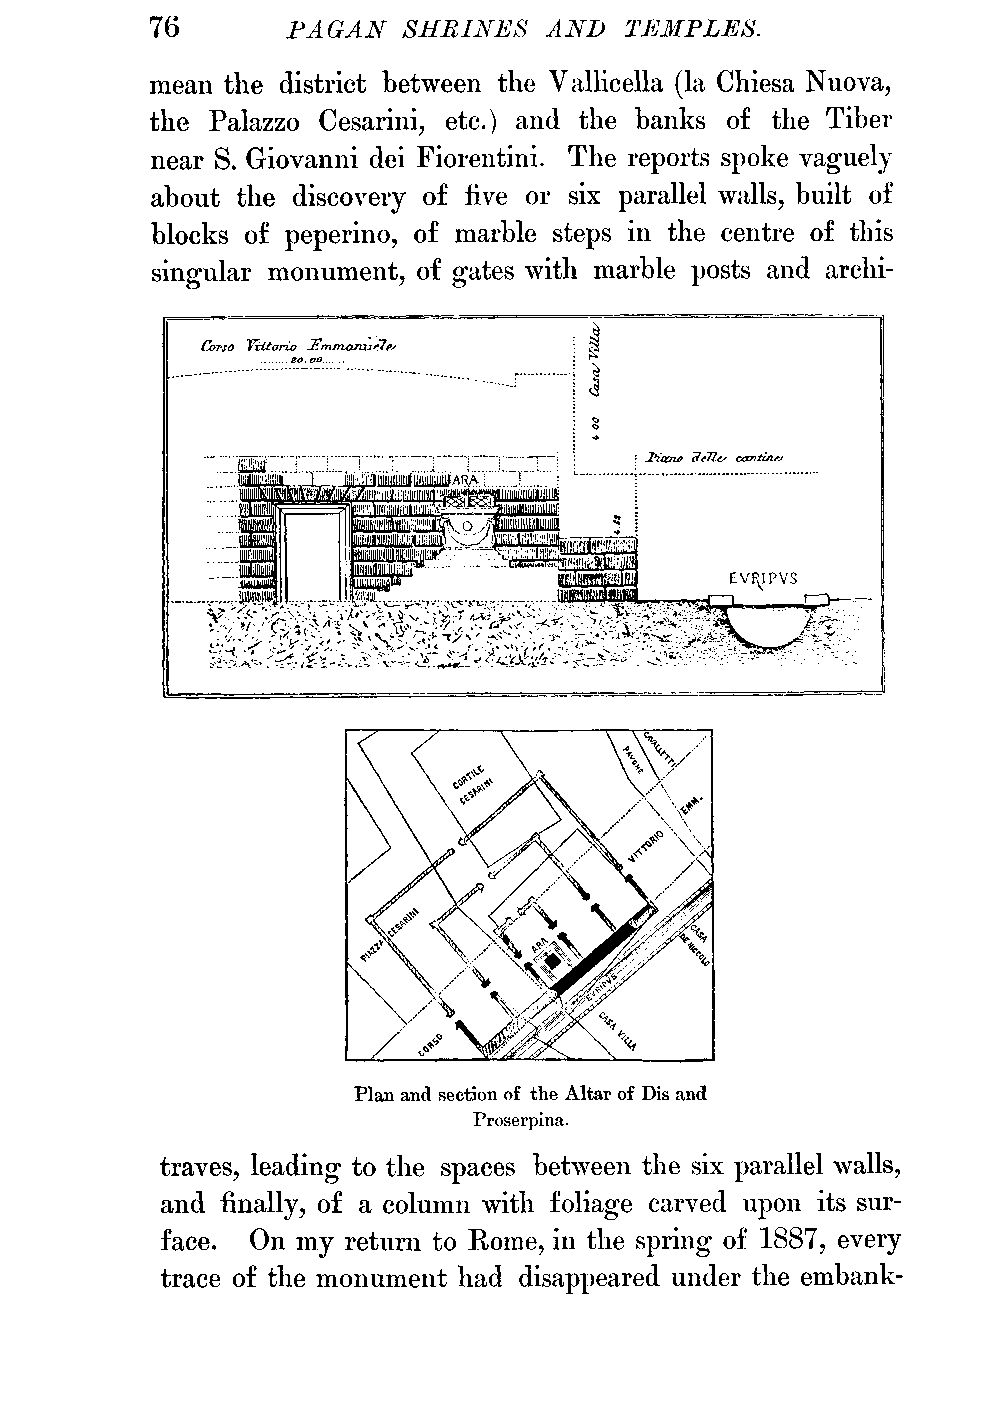 76 PAGAN SHRINES AND TEMPLES.
mean the district between the Vallicella (la Chiesa Nuova,
the Palazzo Cesarini, etc.) and the banks of the Tiber
near S. Giovanni dei Fiorentini. The reports spoke vaguely
about the discovery of five or six parallel walls, built of
blocks of peperino, of marble steps in the centre of this
singular monument, of gates with marble posts and archi-
Corso Vittorio Emmanuele
20.00
Casa Villa
4 00
Piano delle cantine
ARA
EVRIPVS
CORTILE
CESARINI
PAVONE
CAVALLETTI
EMM.
VITTORIO
PIAZZA CESARINI
ARA
EVRIPVS
CASA
DE NICCOLO
CASA VILLA
CORSO
Plan and section of the Altar of Dis and
Proserpina.
traves, leading to the spaces between the six parallel walls,
and finally, of a column with foliage carved upon its sur-
face. On my return to Rome, in the spring of 1887, every
trace of the monument had disappeared under the embank-